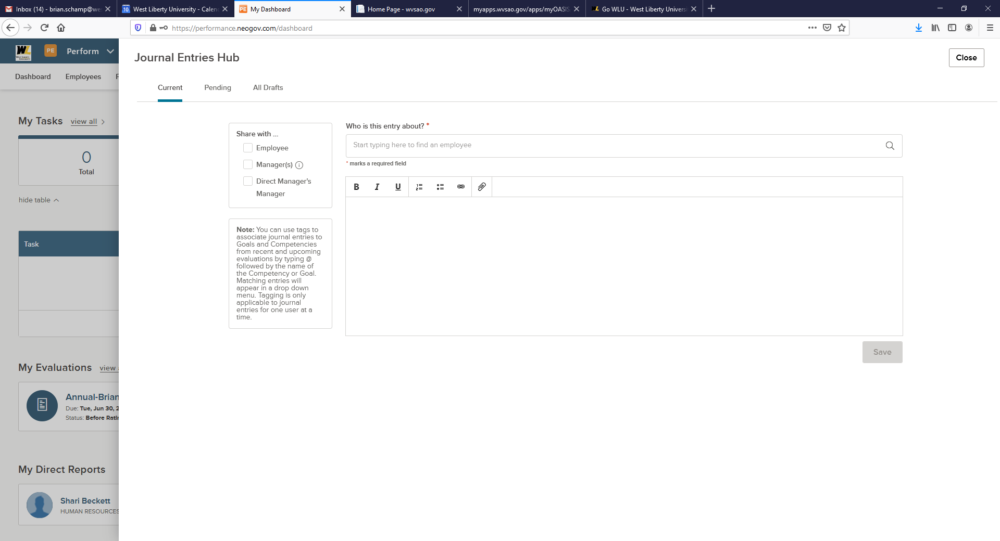 Inbox (14) - brian.schamp@we
West Liberty University - Calen
PE My Dashboard
Home Page - wvsao.gov
myapps.wvsao.gov/apps/myOASIS
Go WLU - West Liberty Univers
https://performance.neogov.com/dashboard
WL
WEST LIBERTY
UNIVERSITY
PE
Perform
Journal Entries Hub
Close
Dashboard
Employees
Current
Pending
All Drafts
My Tasks
view all
0
Total
hide table
Task
Share with ...
Employee
Manager(s)
Direct Manager's
Manager
Note: You can use tags to
associate journal entries to
Goals and Competencies
from recent and upcoming
evaluations by typing @
followed by the name of
the Competency or Goal.
Matching entries will
appear in a drop down
menu. Tagging is only
applicable to journal
entries for one user at a
time.
Who is this entry about? *
Start typing here to find an employee
* marks a required field
B I U
Save
My Evaluations
view
Annual-Brian
Due: Tue, Jun 30, 2
Status: Before Ratin
My Direct Reports
Shari Beckett
HUMAN RESOURCES